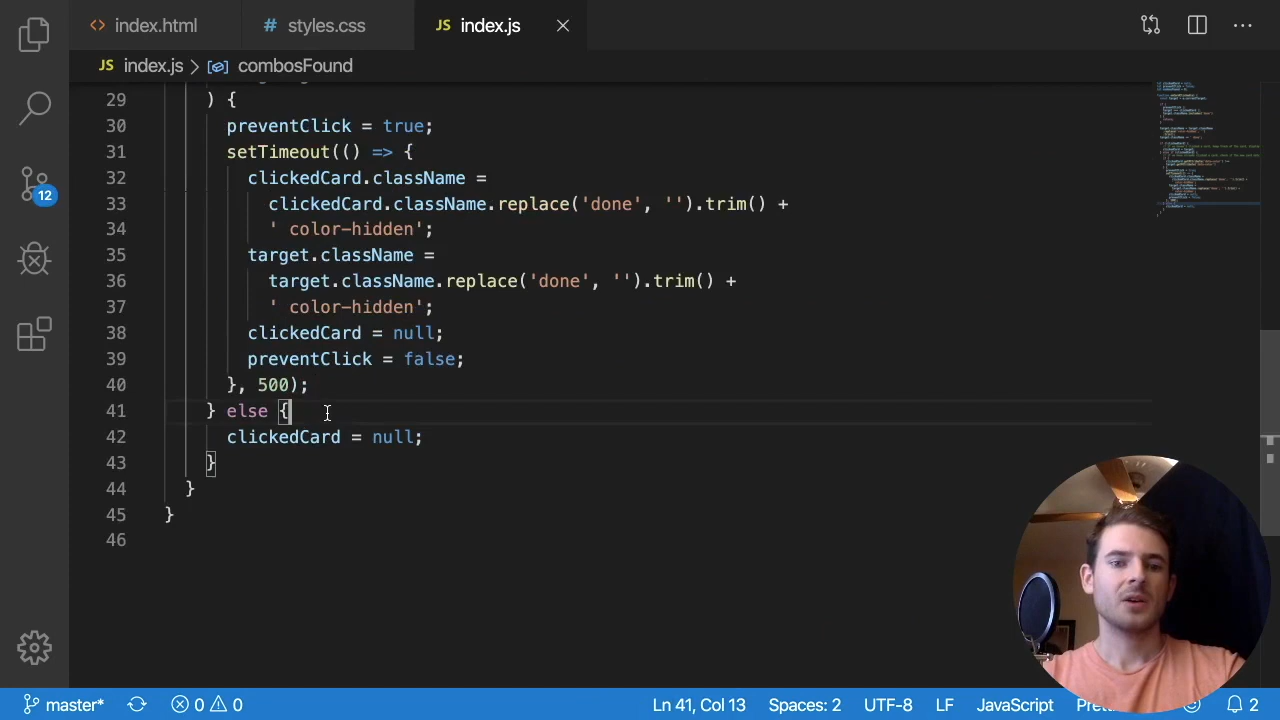 index.html
styles.css
JS index.js
JS index.js > combosFound
29 ) {
30 preventClick = true;
31 setTimeout(() => {
32 clickedCard.className =
33 clickedCard.className.replace('done', '').trim() +
34 ' color-hidden';
35 target.className =
36 target.className.replace('done', '').trim() +
37 ' color-hidden';
38 clickedCard = null;
39 preventClick = false;
40 }, 500);
41 } else {
42 clickedCard = null;
43 }
44 }
45 }
46
12
master* 0 0 Ln 41, Col 13 Spaces: 2 UTF-8 LF JavaScript 2